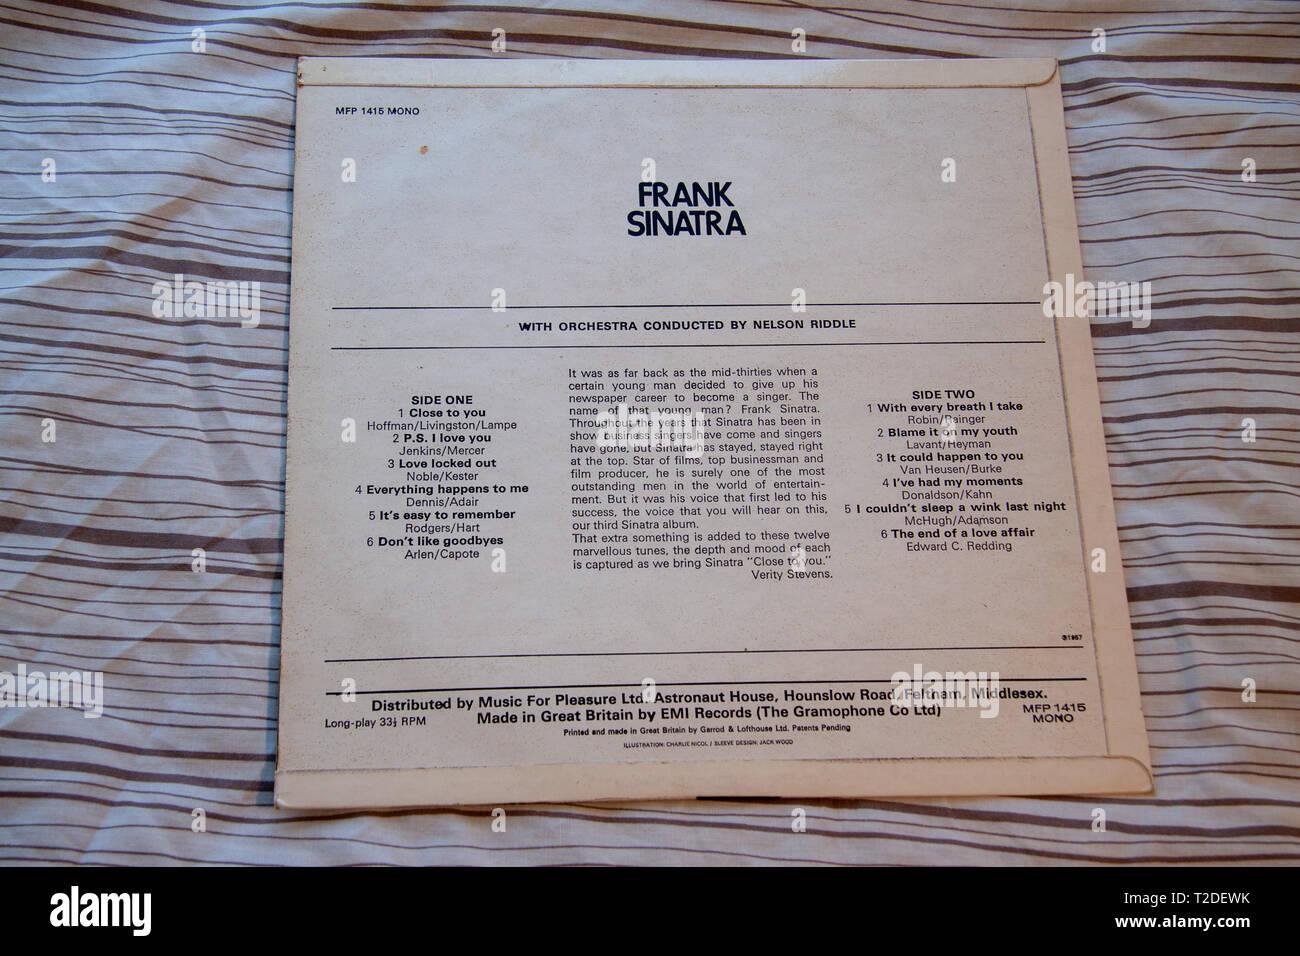 MFP 1415 MONO
FRANK
SINATRA
WITH ORCHESTRA CONDUCTED BY NELSON RIDDLE
SIDE ONE
1 Close to you
Hoffman/Livingston/Lampe
2 P.S. I love you
Jenkins/Mercer
3 Love locked out
Noble/Kester
4 Everything happens to me
Dennis/Adair
5 It's easy to remember
Rodgers/Hart
6 Don't like goodbyes
Arlen/Capote
It was as far back as the mid-thirties when a
certain young man decided to give up his
newspaper career to become a singer. The
name of that young man? Frank Sinatra.
Throughout the years that Sinatra has been in
show business singers have come and singers
have gone, but Sinatra has stayed, stayed right
at the top. Star of films, top businessman and
film producer, he is surely one of the most
outstanding men in the world of entertain-
ment. But it was his voice that first led to his
success, the voice that you will hear on this,
our third Sinatra album.
That extra something is added to these twelve
marvellous tunes, the depth and mood of each
is captured as we bring Sinatra "Close to you."
Verity Stevens.
SIDE TWO
1 With every breath I take
Robin/Rainger
2 Blame it on my youth
Lavant/Heyman
3 It could happen to you
Van Heusen/Burke
4 I've had my moments
Donaldson/Kahn
5 I couldn't sleep a wink last night
McHugh/Adamson
6 The end of a love affair
Edward C. Redding
℗1957
Distributed by Music For Pleasure Ltd. Astronaut House, Hounslow Road, Feltham, Middlesex.
Long-play 33⅓ RPM
Made in Great Britain by EMI Records (The Gramophone Co Ltd)
MFP 1415
MONO
Printed and made in Great Britain by Garrod & Lofthouse Ltd. Patents Pending
ILLUSTRATION: CHARLIE NICOL / SLEEVE DESIGN: JACK WOOD
alamy
alamy
alamy
a
alamy
Image ID: T2DEWK
www.alamy.com